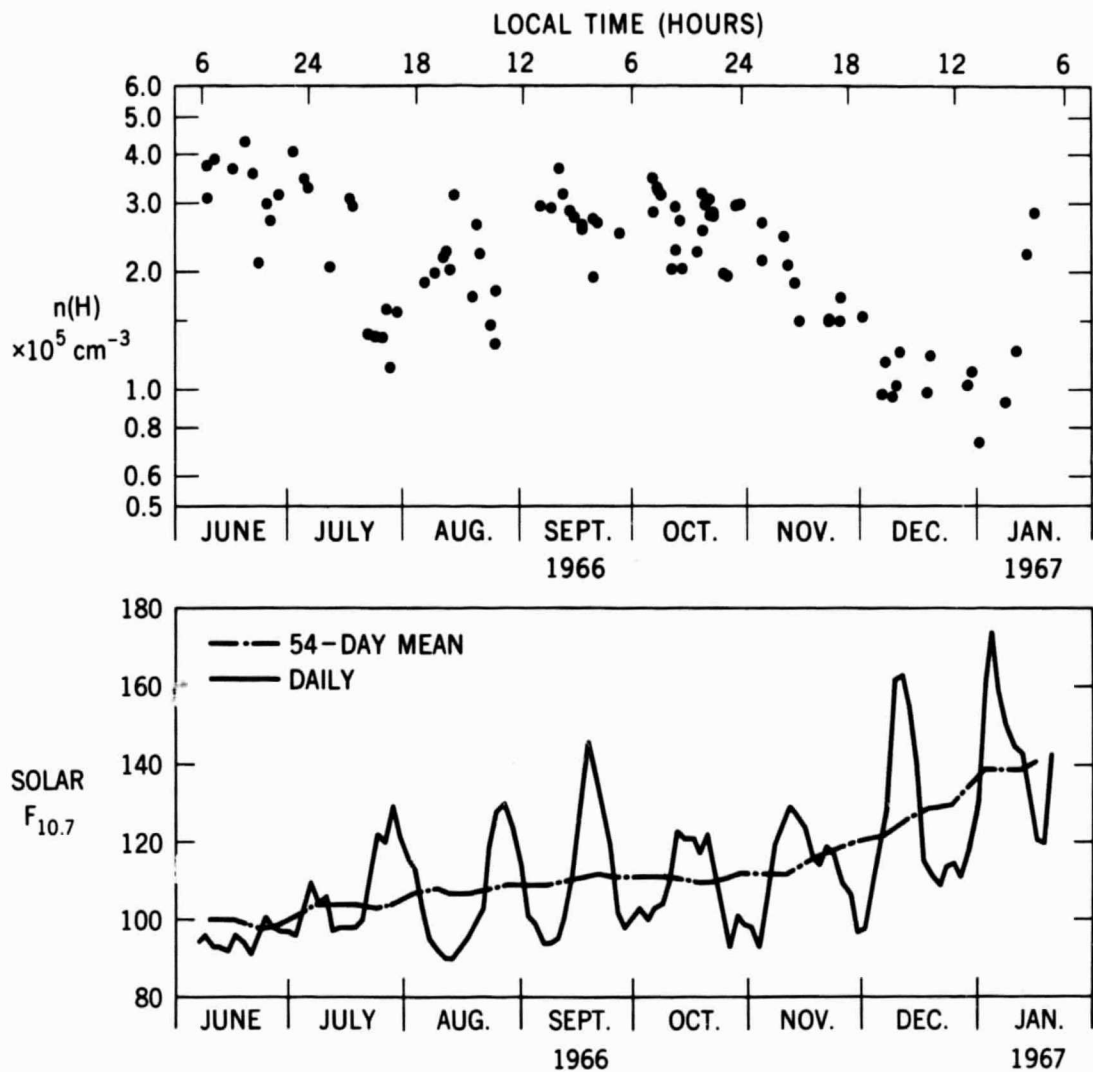 LOCAL TIME (HOURS)
6 24 18 12 6 24 18 12 6
6.0
5.0
4.0
3.0
2.0
n(H)
×10⁵ cm⁻³
1.0
0.8
0.6
0.5
JUNE JULY AUG. SEPT. OCT. NOV. DEC. JAN.
1966 1967
180
54-DAY MEAN
DAILY
160
140
SOLAR
F₁₀.₇
120
100
80
JUNE JULY AUG. SEPT. OCT. NOV. DEC. JAN.
1966 1967